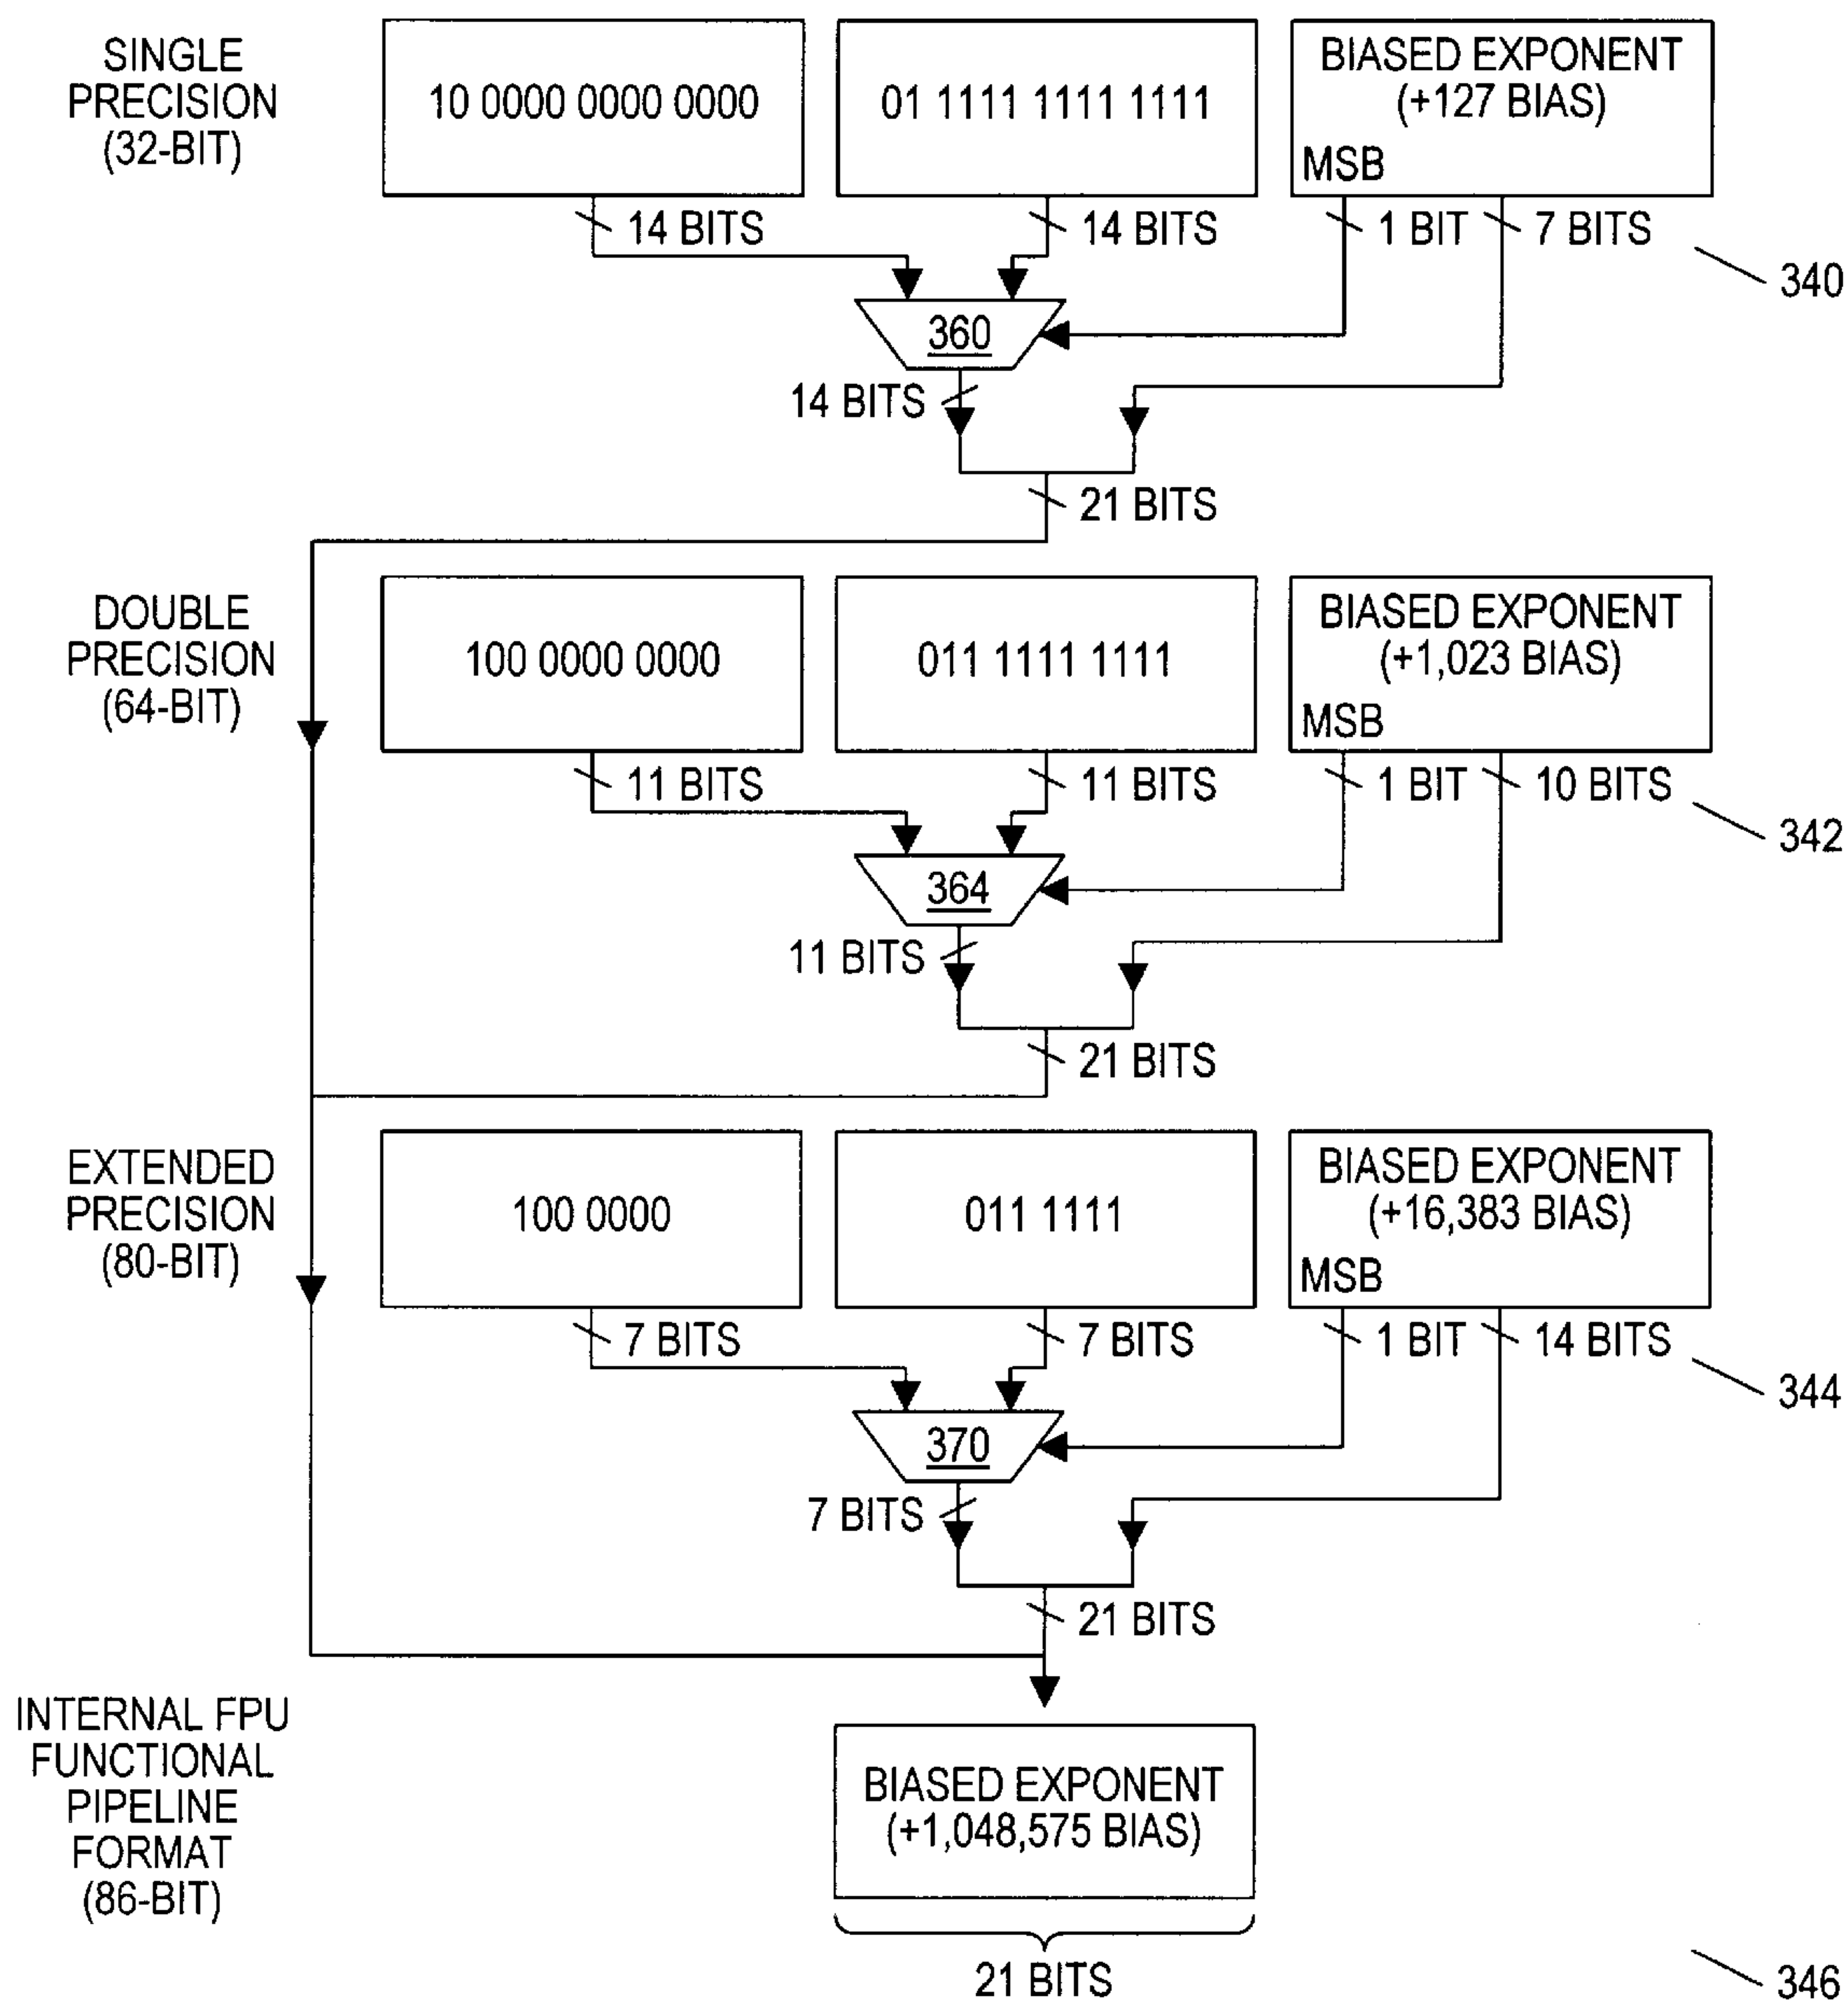 SINGLE
PRECISION
(32-BIT)
10 0000 0000 0000
01 1111 1111 1111
BIASED EXPONENT
(+127 BIAS)
MSB
14 BITS
14 BITS
1 BIT
7 BITS
340
360
14 BITS
21 BITS
DOUBLE
PRECISION
(64-BIT)
100 0000 0000
011 1111 1111
BIASED EXPONENT
(+1,023 BIAS)
MSB
11 BITS
11 BITS
1 BIT
10 BITS
342
364
11 BITS
21 BITS
EXTENDED
PRECISION
(80-BIT)
100 0000
011 1111
BIASED EXPONENT
(+16,383 BIAS)
MSB
7 BITS
7 BITS
1 BIT
14 BITS
344
370
7 BITS
21 BITS
INTERNAL FPU
FUNCTIONAL
PIPELINE
FORMAT
(86-BIT)
BIASED EXPONENT
(+1,048,575 BIAS)
21 BITS
346